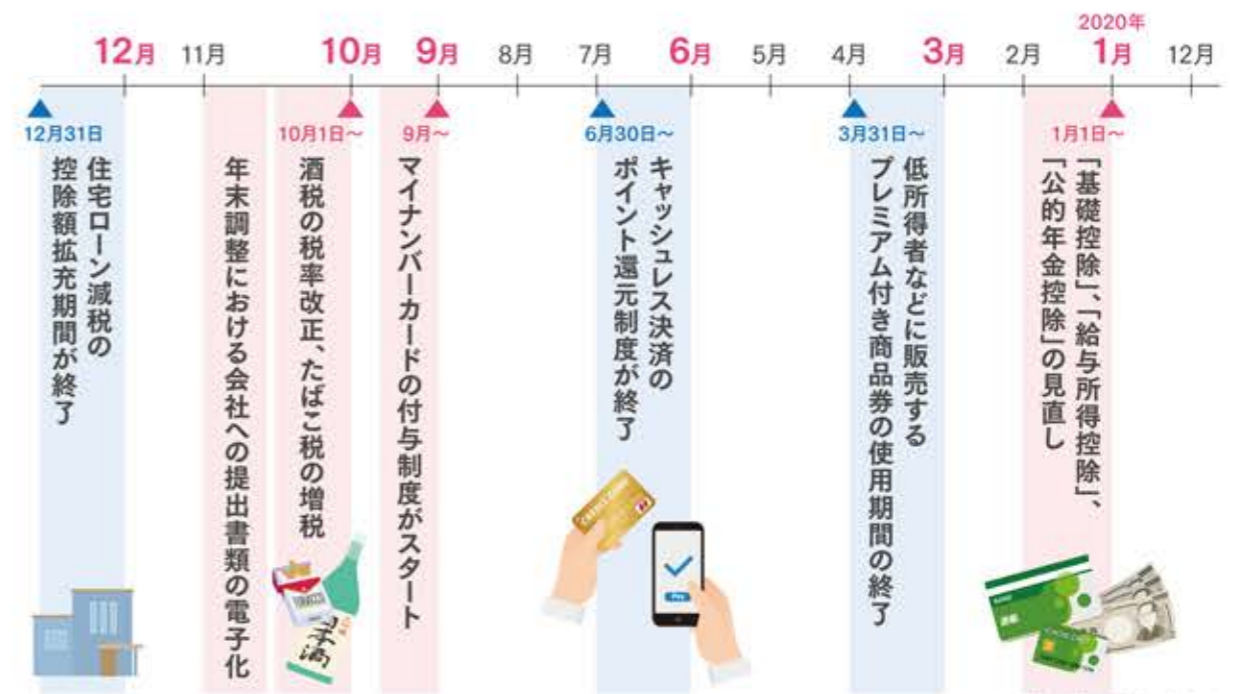 2020年
12月
1月
2月
3月
4月
5月
6月
7月
8月
9月
10月
11月
12月
1月1日～
「基礎控除」、「給与所得控除」、
「公的年金控除」の見直し
3月31日～
低所得者などに販売する
プレミアム付き商品券の使用期間の終了
6月30日～
キャッシュレス決済の
ポイント還元制度が終了
9月～
マイナンバーカードの付与制度がスタート
10月1日～
酒税の税率改正、たばこ税の増税
年末調整における会社への提出書類の電子化
12月31日
住宅ローン減税の
控除額拡充期間が終了
CREDIT CARD
Pay
TOBACCO
日本酒